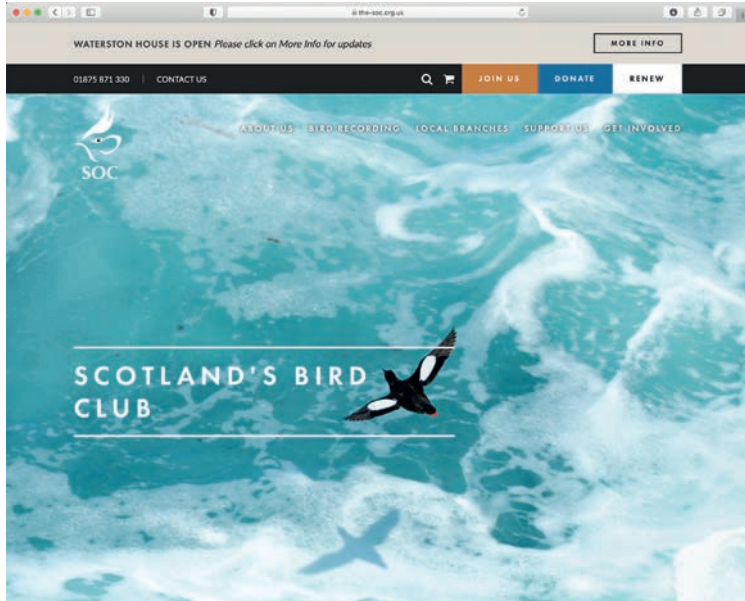 the-soc.org.uk
WATERSTON HOUSE IS OPEN Please click on More Info for updates
MORE INFO
01875 871 330 | CONTACT US
JOIN US
DONATE
RENEW
SOC
ABOUT US
BIRD RECORDING
LOCAL BRANCHES
SUPPORT US
GET INVOLVED
SCOTLAND'S BIRD
CLUB